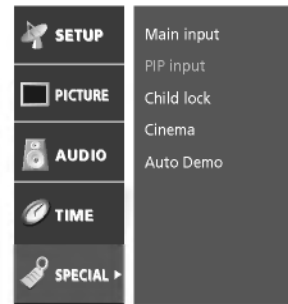 SETUP
PICTURE
AUDIO
TIME
SPECIAL
Main input
PIP input
Child lock
Cinema
Auto Demo